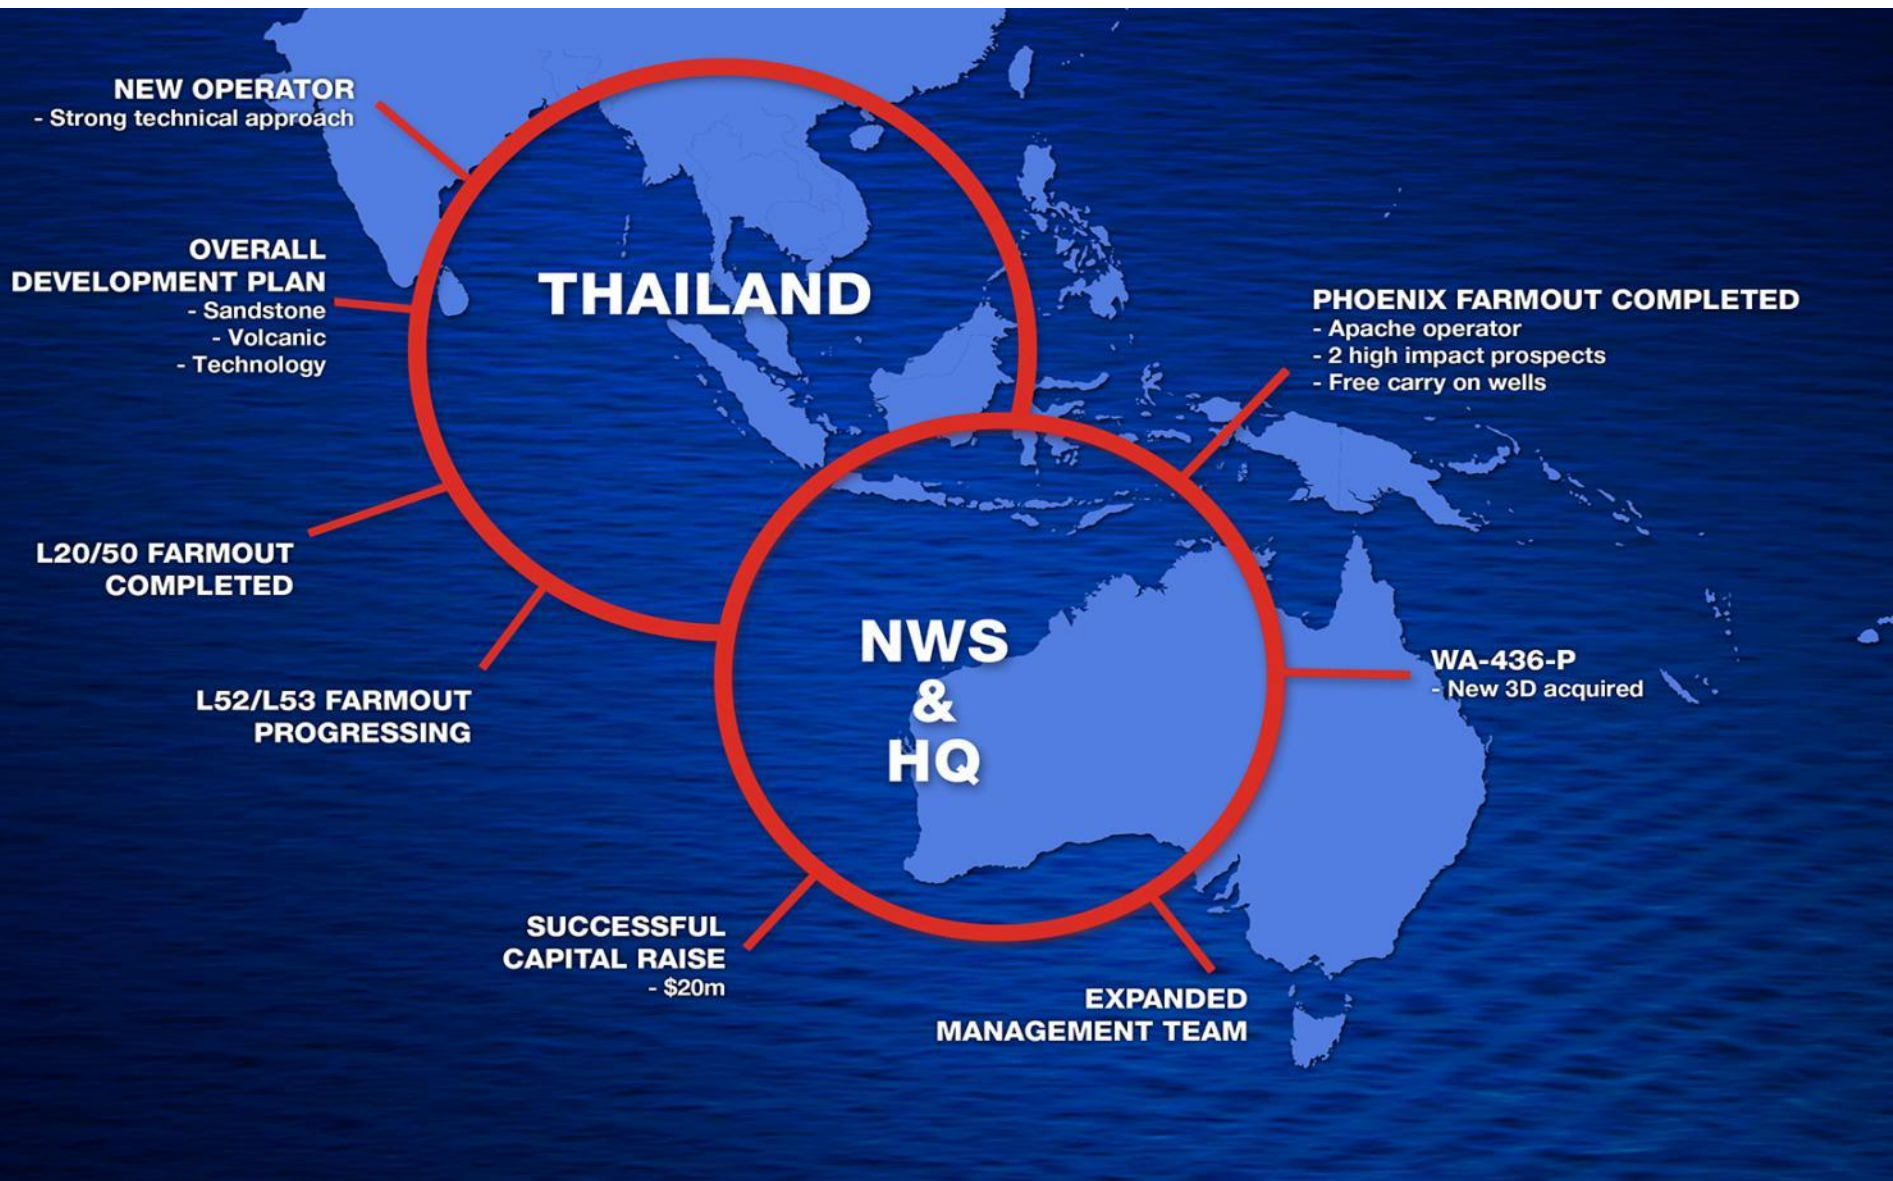 NEW OPERATOR
- Strong technical approach
OVERALL
DEVELOPMENT PLAN
- Sandstone
- Volcanic
- Technology
L20/50 FARMOUT
COMPLETED
L52/L53 FARMOUT
PROGRESSING
THAILAND
PHOENIX FARMOUT COMPLETED
- Apache operator
- 2 high impact prospects
- Free carry on wells
NWS
&
HQ
WA-436-P
- New 3D acquired
SUCCESSFUL
CAPITAL RAISE
- $20m
EXPANDED
MANAGEMENT TEAM